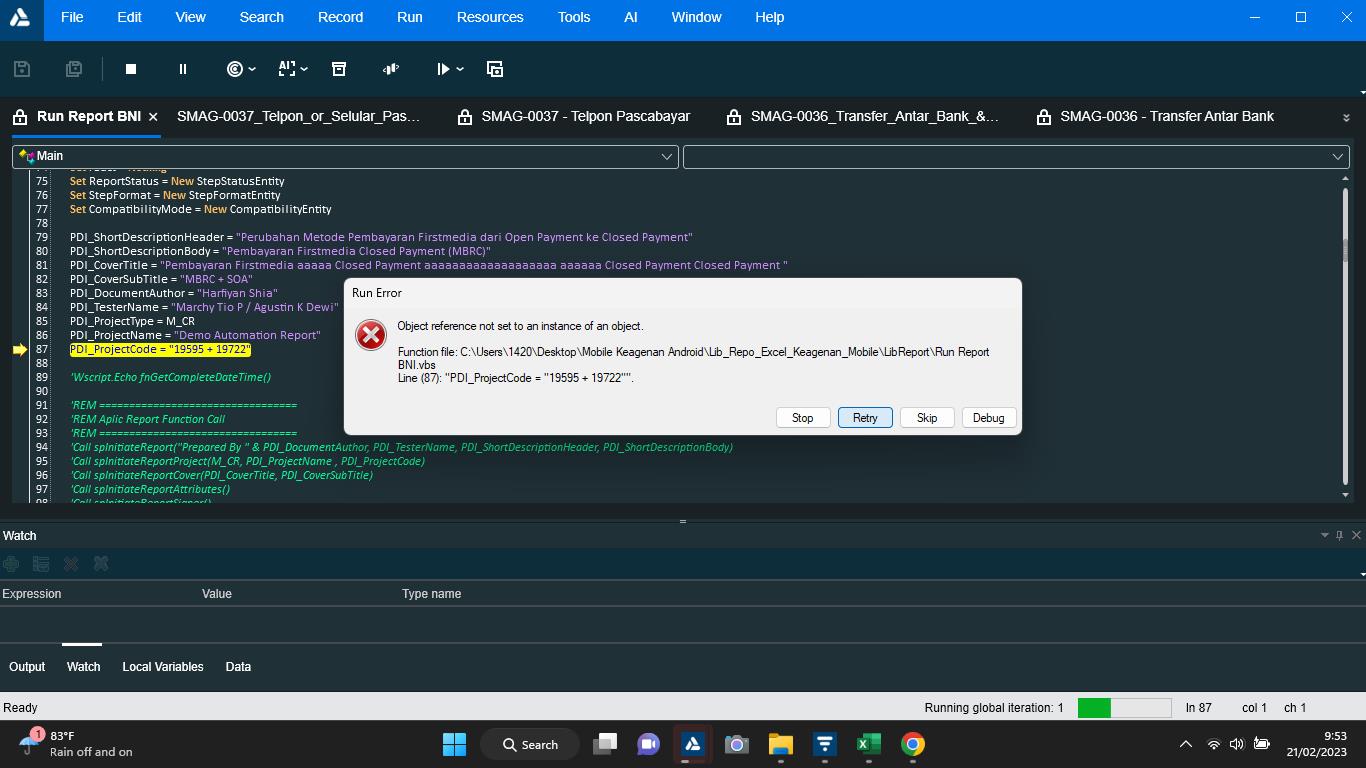 File Edit View Search Record Run Resources Tools AI Window Help
Run Report BNI × SMAG-0037_Telpon_or_Selular_Pas... SMAG-0037 - Telpon Pascabayar SMAG-0036_Transfer_Antar_Bank_&... SMAG-0036 - Transfer Antar Bank
Main
75 Set ReportStatus = New StepStatusEntity
76 Set StepFormat = New StepFormatEntity
77 Set CompatibilityMode = New CompatibilityEntity
78
79 PDI_ShortDescriptionHeader = "Perubahan Metode Pembayaran Firstmedia dari Open Payment ke Closed Payment"
80 PDI_ShortDescriptionBody = "Pembayaran Firstmedia Closed Payment (MBRC)"
81 PDI_CoverTitle = "Pembayaran Firstmedia aaaaa Closed Payment aaaaaaaaaaaaaaaaaaa aaaaaa Closed Payment Closed Payment "
82 PDI_CoverSubTitle = "MBRC + SOA"
83 PDI_DocumentAuthor = "Harfiyan Shia"
84 PDI_TesterName = "Marchy Tio P / Agustin K Dewi"
85 PDI_ProjectType = M_CR
86 PDI_ProjectName = "Demo Automation Report"
87 PDI_ProjectCode = "19595 + 19722"
88
89 'Wscript.Echo fnGetCompleteDateTime()
90
91 'REM ================================
92 'REM Aplic Report Function Call
93 'REM ================================
94 'Call spInitiateReport("Prepared By " & PDI_DocumentAuthor, PDI_TesterName, PDI_ShortDescriptionHeader, PDI_ShortDescriptionBody)
95 'Call spInitiateReportProject(M_CR, PDI_ProjectName , PDI_ProjectCode)
96 'Call spInitiateReportCover(PDI_CoverTitle, PDI_CoverSubTitle)
97 'Call spInitiateReportAttributes()
98 'Call spInitiateReportSigner()
Run Error
Object reference not set to an instance of an object.
Function file: C:\Users\1420\Desktop\Mobile Keagenan Android\Lib_Repo_Excel_Keagenan_Mobile\LibReport\Run Report
BNI.vbs
Line (87): "PDI_ProjectCode = "19595 + 19722"".
Stop Retry Skip Debug
Watch
Expression Value Type name
Output Watch Local Variables Data
Ready Running global iteration: 1 ln 87 col 1 ch 1
1
83°F
Rain off and on
Search
9:53
21/02/2023